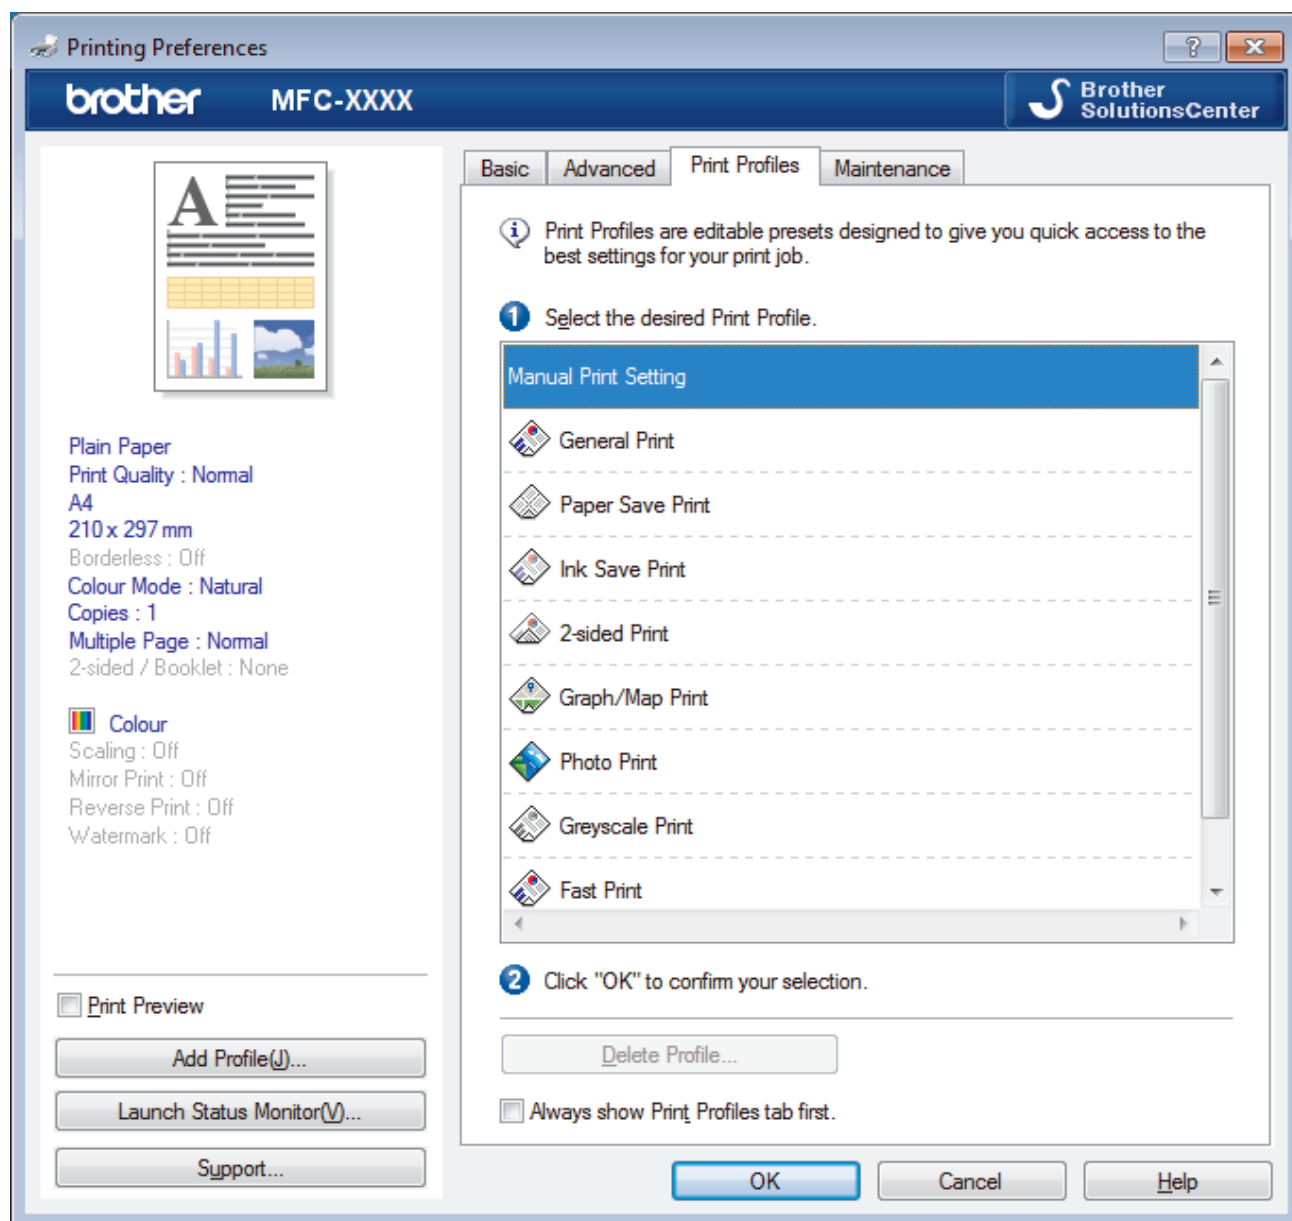 Printing Preferences
?
brother MFC-XXXX
Brother
SolutionsCenter
A
Plain Paper
Print Quality : Normal
A4
210 x 297 mm
Borderless : Off
Colour Mode : Natural
Copies : 1
Multiple Page : Normal
2-sided / Booklet : None
Colour
Scaling : Off
Mirror Print : Off
Reverse Print : Off
Watermark : Off
Print Preview
Add Profile(J)...
Launch Status Monitor(V)...
Support...
Basic Advanced Print Profiles Maintenance
Print Profiles are editable presets designed to give you quick access to the
best settings for your print job.
1 Select the desired Print Profile.
Manual Print Setting
General Print
Paper Save Print
Ink Save Print
2-sided Print
Graph/Map Print
Photo Print
Greyscale Print
Fast Print
2 Click "OK" to confirm your selection.
Delete Profile...
Always show Print Profiles tab first.
OK Cancel Help